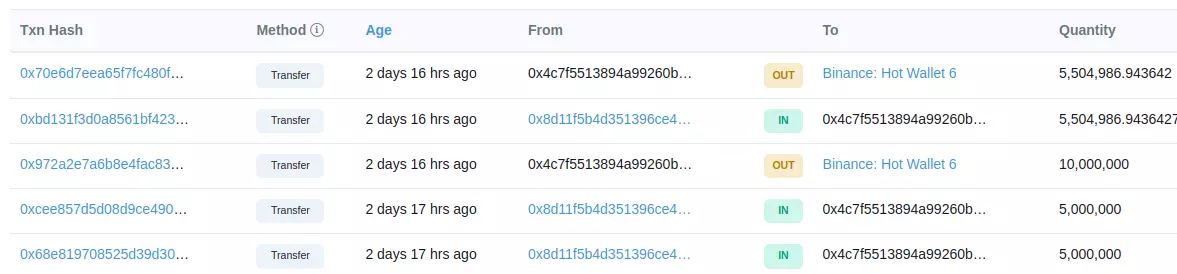 Txn Hash Method ⓘ Age From To Quantity
0x70e6d7eea65f7fc480f... Transfer 2 days 16 hrs ago 0x4c7f5513894a99260b... OUT Binance: Hot Wallet 6 5,504,986.943642
0xbd131f3d0a8561bf423... Transfer 2 days 16 hrs ago 0x8d11f5b4d351396ce4... IN 0x4c7f5513894a99260b... 5,504,986.9436427
0x972a2e7a6b8e4fac83... Transfer 2 days 16 hrs ago 0x4c7f5513894a99260b... OUT Binance: Hot Wallet 6 10,000,000
0xcee857d5d08d9ce490... Transfer 2 days 17 hrs ago 0x8d11f5b4d351396ce4... IN 0x4c7f5513894a99260b... 5,000,000
0x68e819708525d39d30... Transfer 2 days 17 hrs ago 0x8d11f5b4d351396ce4... IN 0x4c7f5513894a99260b... 5,000,000